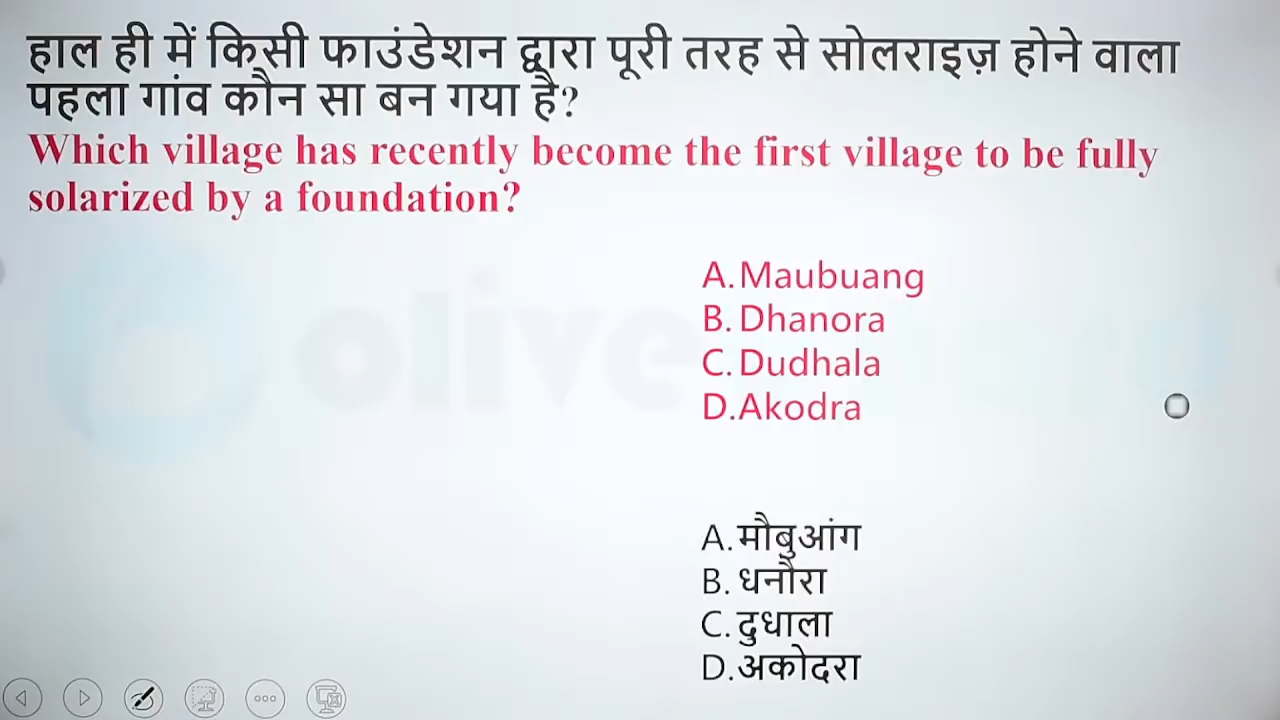 हाल ही में किसी फाउंडेशन द्वारा पूरी तरह से सोलराइज़ होने वाला
पहला गांव कौन सा बन गया है?
Which village has recently become the first village to be fully
solarized by a foundation?
olive
A. Maubuang
B. Dhanora
C. Dudhala
D. Akodra
A. मौबुआंग
B. धनौरा
C. दुधाला
D. अकोदरा